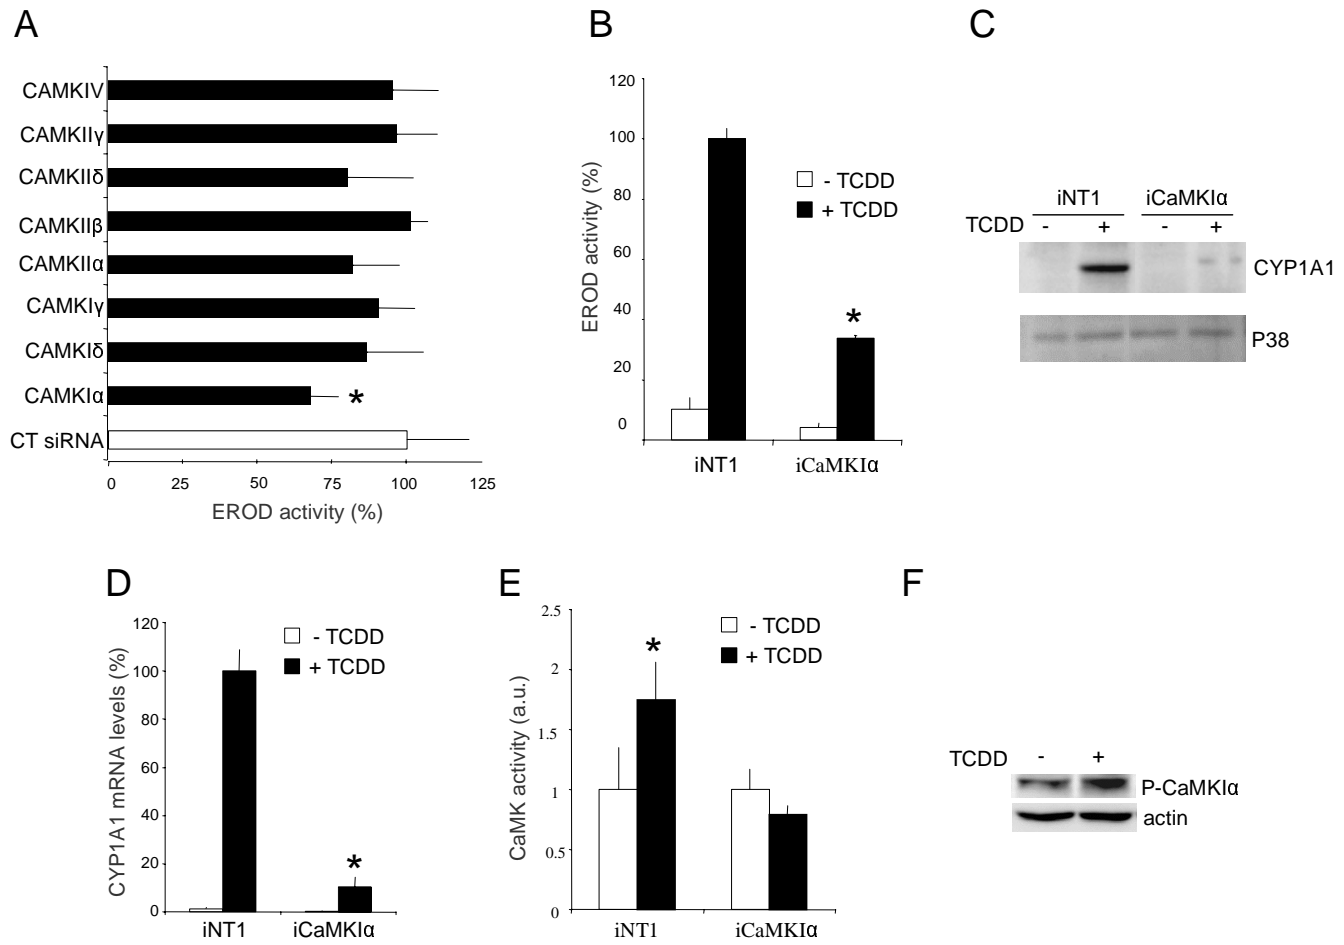 A
CAMKIV
CAMKIIγ
CAMKIIδ
CAMKIIβ
CAMKIIα
CAMKIγ
CAMKIδ
CAMKIα
*
CT siRNA
0 25 50 75 100 125
EROD activity (%)
B
120
100
80
60
40
20
0
EROD activity (%)
- TCDD
+ TCDD
*
iNT1 iCaMKIα
C
iNT1 iCaMKIα
TCDD - + - +
CYP1A1
P38
D
120
100
80
60
40
20
0
CYP1A1 mRNA levels (%)
- TCDD
+ TCDD
*
iNT1 iCaMKIα
E
2.5
2
1.5
1
0.5
0
CaMK activity (a.u.)
- TCDD
+ TCDD
*
iNT1 iCaMKIα
F
TCDD - +
P-CaMKIα
actin